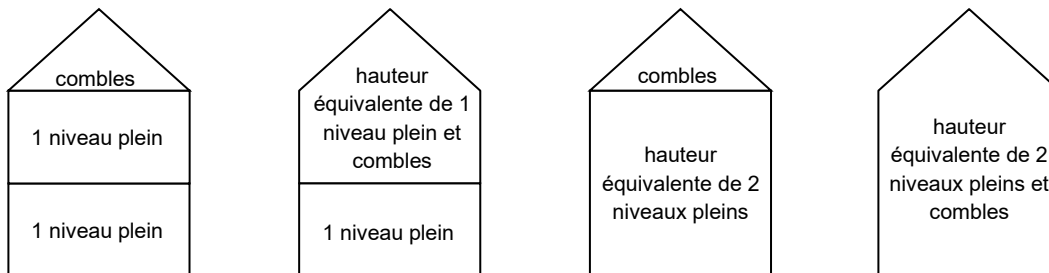 combles
1 niveau plein
1 niveau plein
hauteur
équivalente de 1
niveau plein et
combles
1 niveau plein
combles
hauteur
équivalente de 2
niveaux pleins
hauteur
équivalente de 2
niveaux pleins et
combles